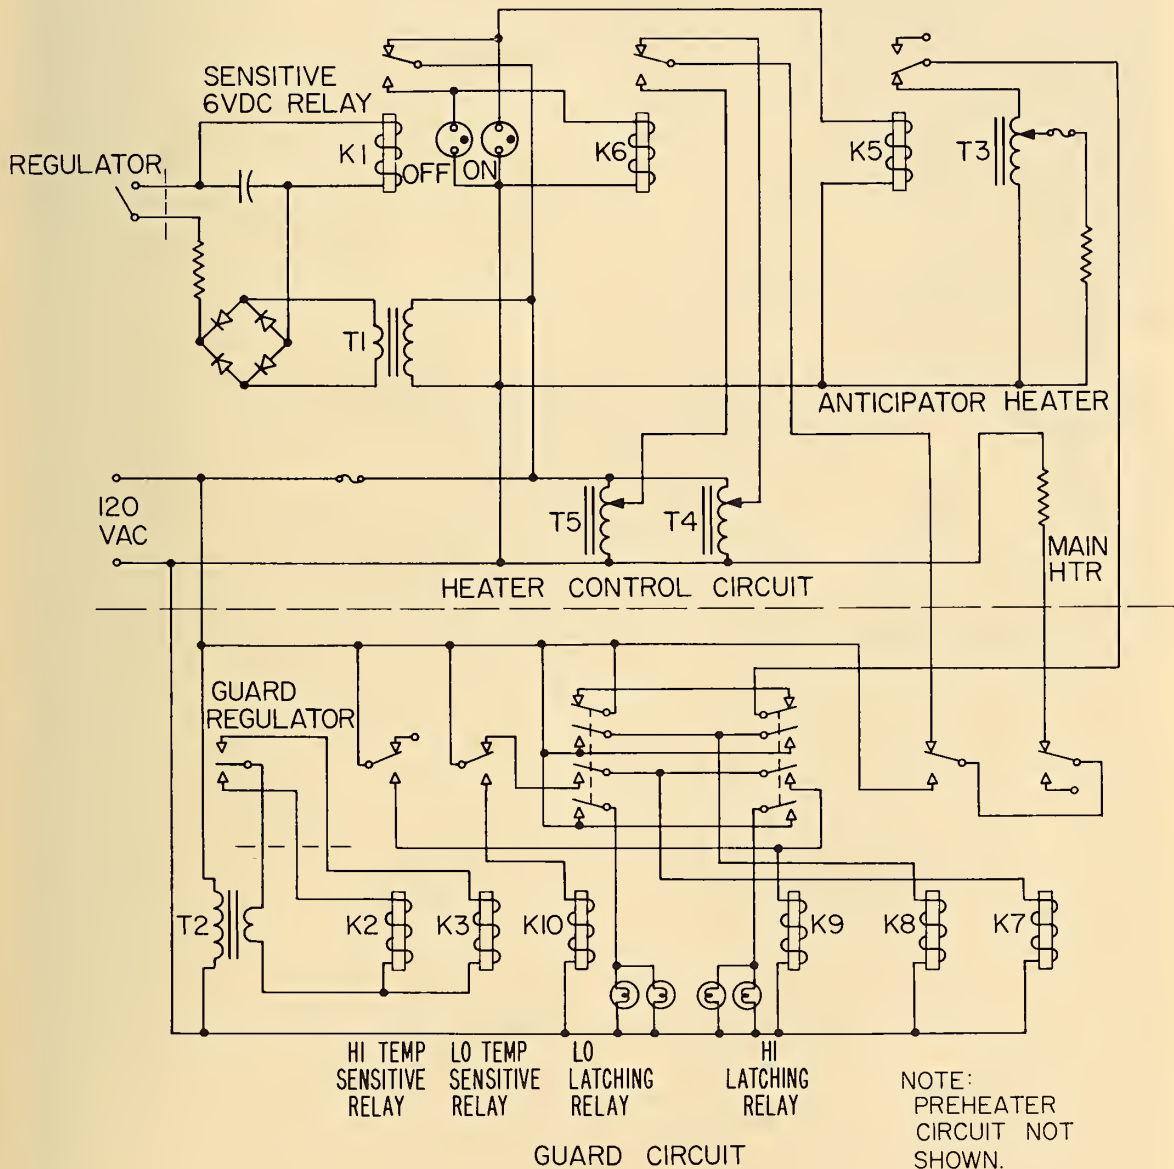 SENSITIVE
6VDC RELAY
REGULATOR
K1
OFF
ON
K6
K5
T3
T1
ANTICIPATOR HEATER
120
VAC
T5
T4
MAIN
HTR
HEATER CONTROL CIRCUIT
GUARD
REGULATOR
T2
K2
K3
K10
K9
K8
K7
HI TEMP
SENSITIVE
RELAY
LO TEMP
SENSITIVE
RELAY
LO
LATCHING
RELAY
HI
LATCHING
RELAY
NOTE:
PREHEATER
CIRCUIT NOT
SHOWN.
GUARD CIRCUIT